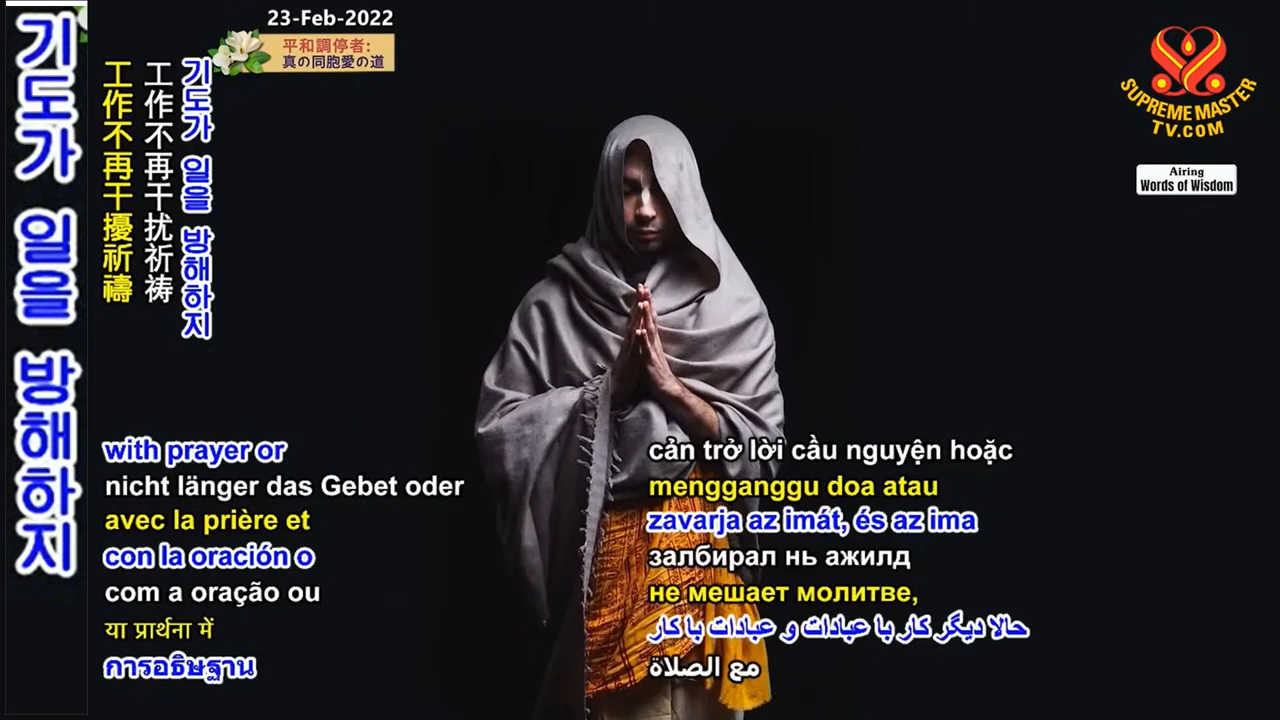 23-Feb-2022
平和調停者:
真の同胞愛の道
SUPREME MASTER
TV.COM
Airing
Words of Wisdom
기도가 일을 방해하지
기도가 일을 방해하지
工作不再干扰祈祷
工作不再干擾祈禱
with prayer or
nicht länger das Gebet oder
avec la prière et
con la oración o
com a oração ou
या प्रार्थना में
การอธิษฐาน
cản trở lời cầu nguyện hoặc
mengganggu doa atau
zavarja az imát, és az ima
залбирал нь ажилд
не мешает молитве,
حالا دیگر کار با عبادات و عبادات با کار
مع الصلاة